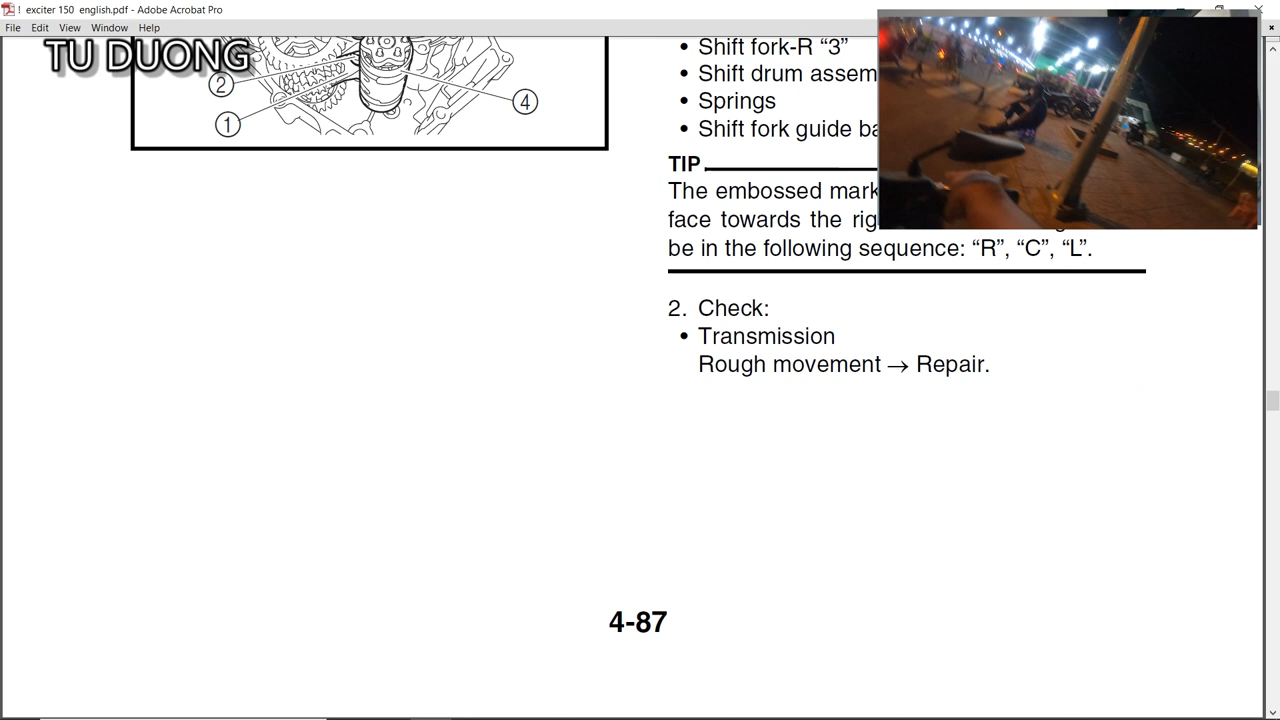 ! exciter 150 english.pdf - Adobe Acrobat Pro
File Edit View Window Help
TU DUONG
2
1
4
• Shift fork-R “3”
• Shift drum assem
• Springs
• Shift fork guide ba
TIP
The embossed mark
face towards the rig
be in the following sequence: “R”, “C”, “L”.
2. Check:
• Transmission
Rough movement → Repair.
4-87